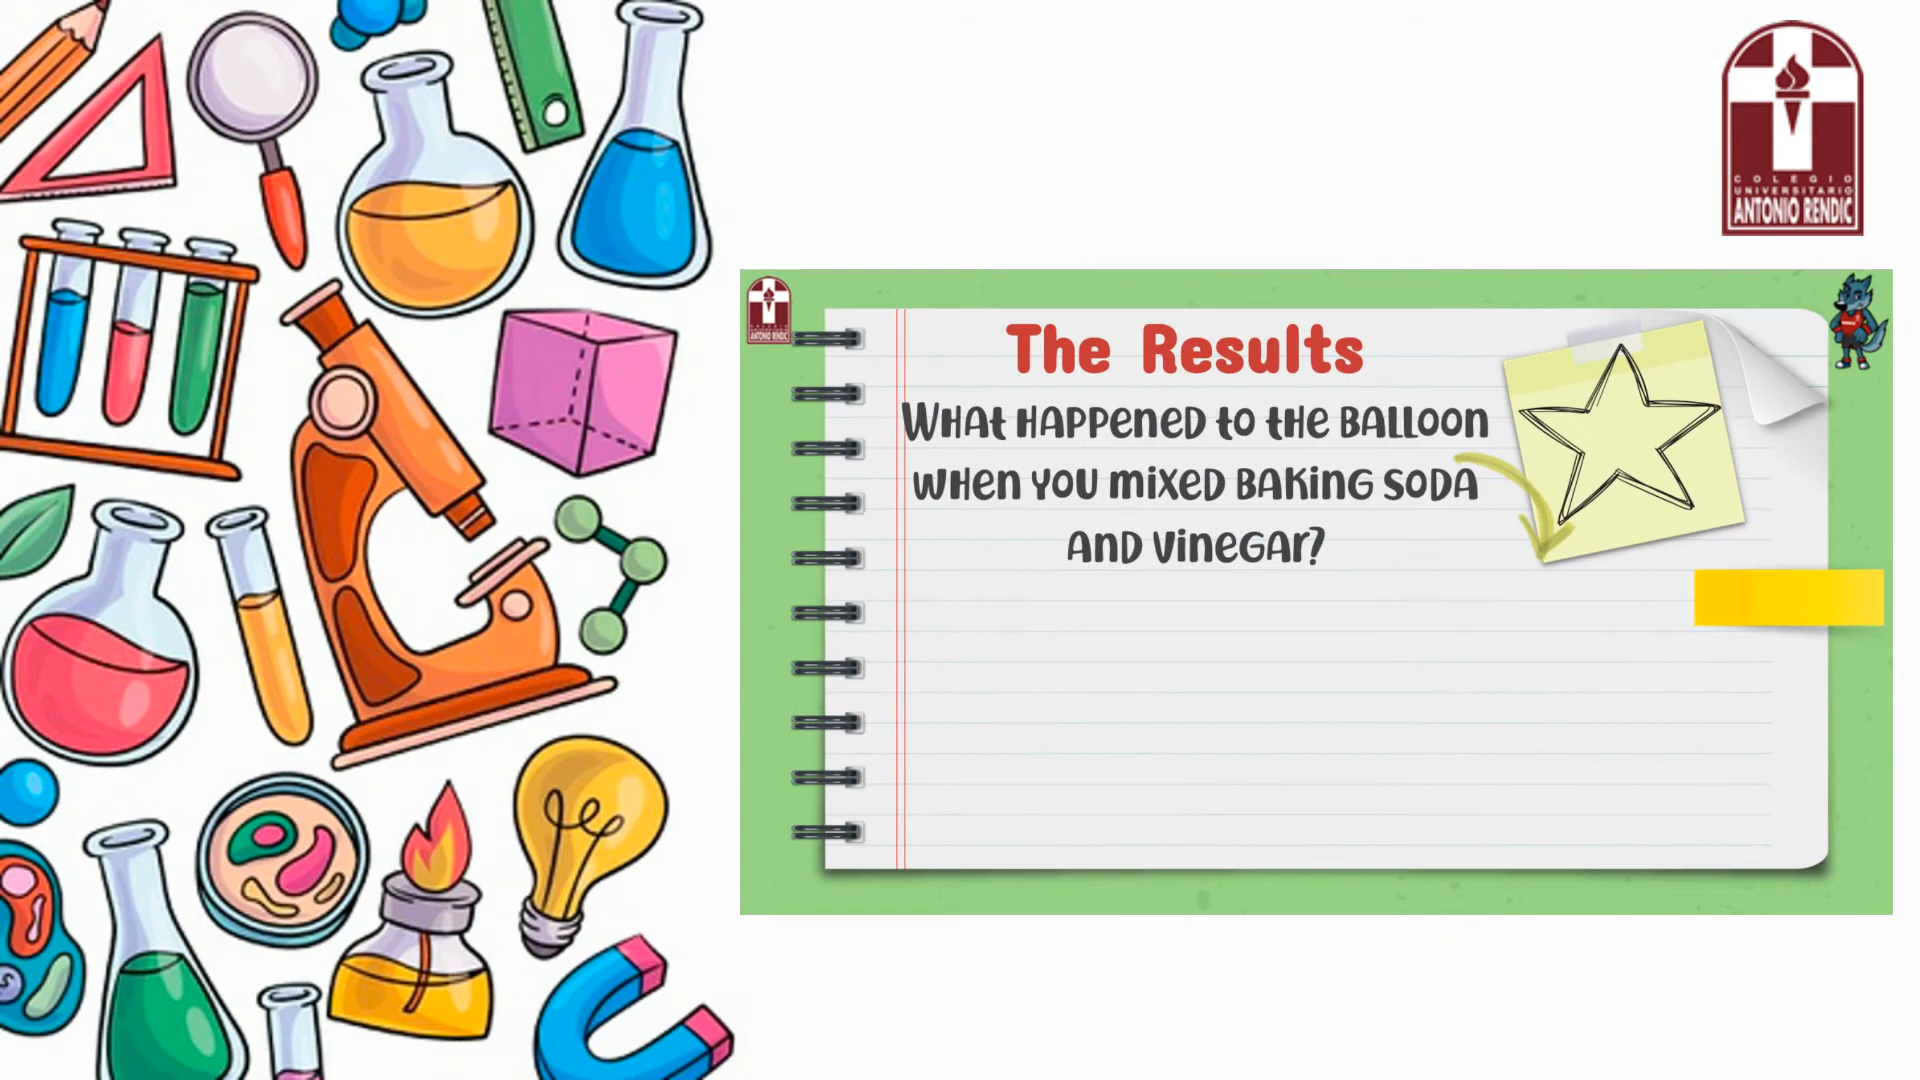 COLEGIO
UNIVERSITARIO
ANTONIO RENDIC
The Results
WHAt HAPPeneD to tHe BALLoon
wHen YOU mixeD BAKinG SoDA
AnD VineGAr?